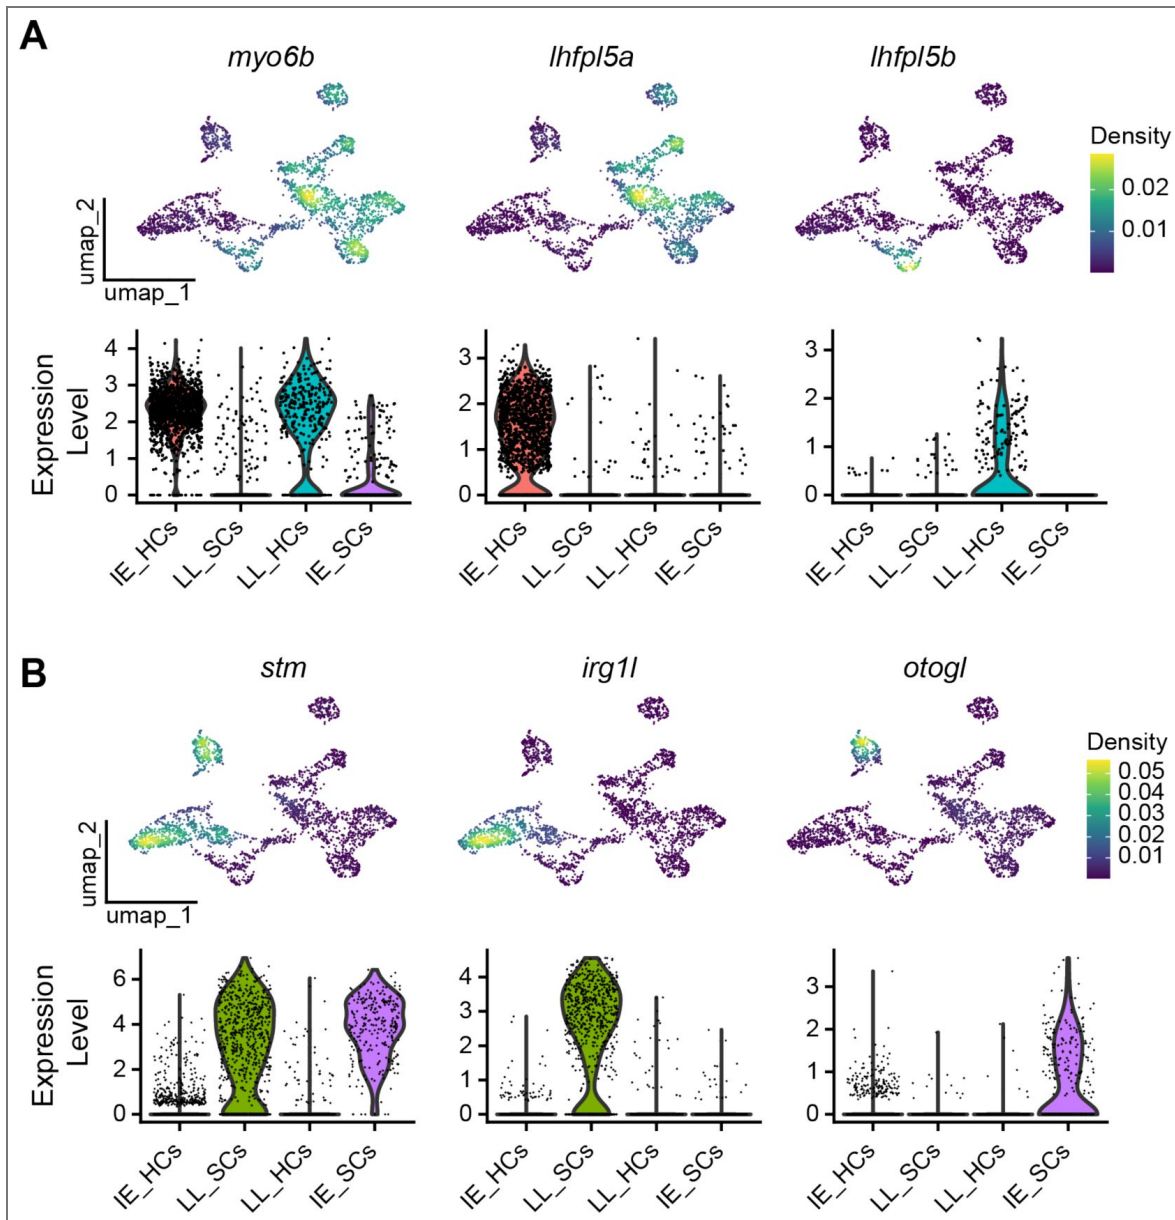 A
myo6b lhfpl5a lhfpl5b
Density
0.02
0.01
umap_2
umap_1
Expression
Level
4
3
2
1
0
3
2
1
0
3
2
1
0
IE_HCs LL_SCs LL_HCs IE_SCs IE_HCs LL_SCs LL_HCs IE_SCs IE_HCs LL_SCs LL_HCs IE_SCs
B
stm irg1l otogl
Density
0.05
0.04
0.03
0.02
0.01
umap_2
umap_1
Expression
Level
6
4
2
0
4
3
2
1
0
3
2
1
0
IE_HCs LL_SCs LL_HCs IE_SCs IE_HCs LL_SCs LL_HCs IE_SCs IE_HCs LL_SCs LL_HCs IE_SCs